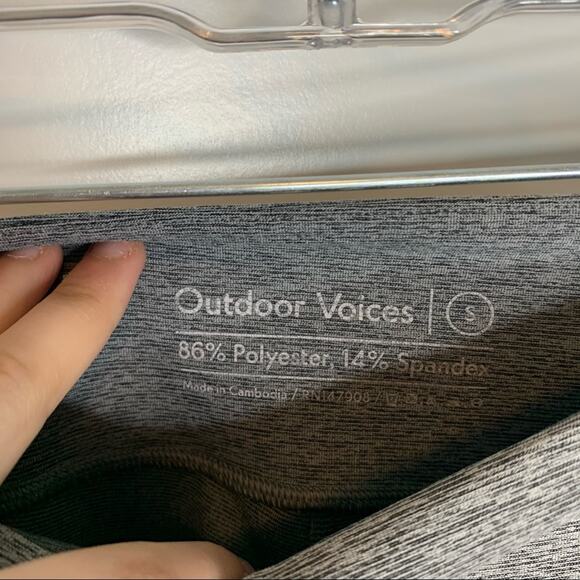 Outdoor Voices | S
86% Polyester, 14% Spandex
Made in Cambodia / RN147908 /